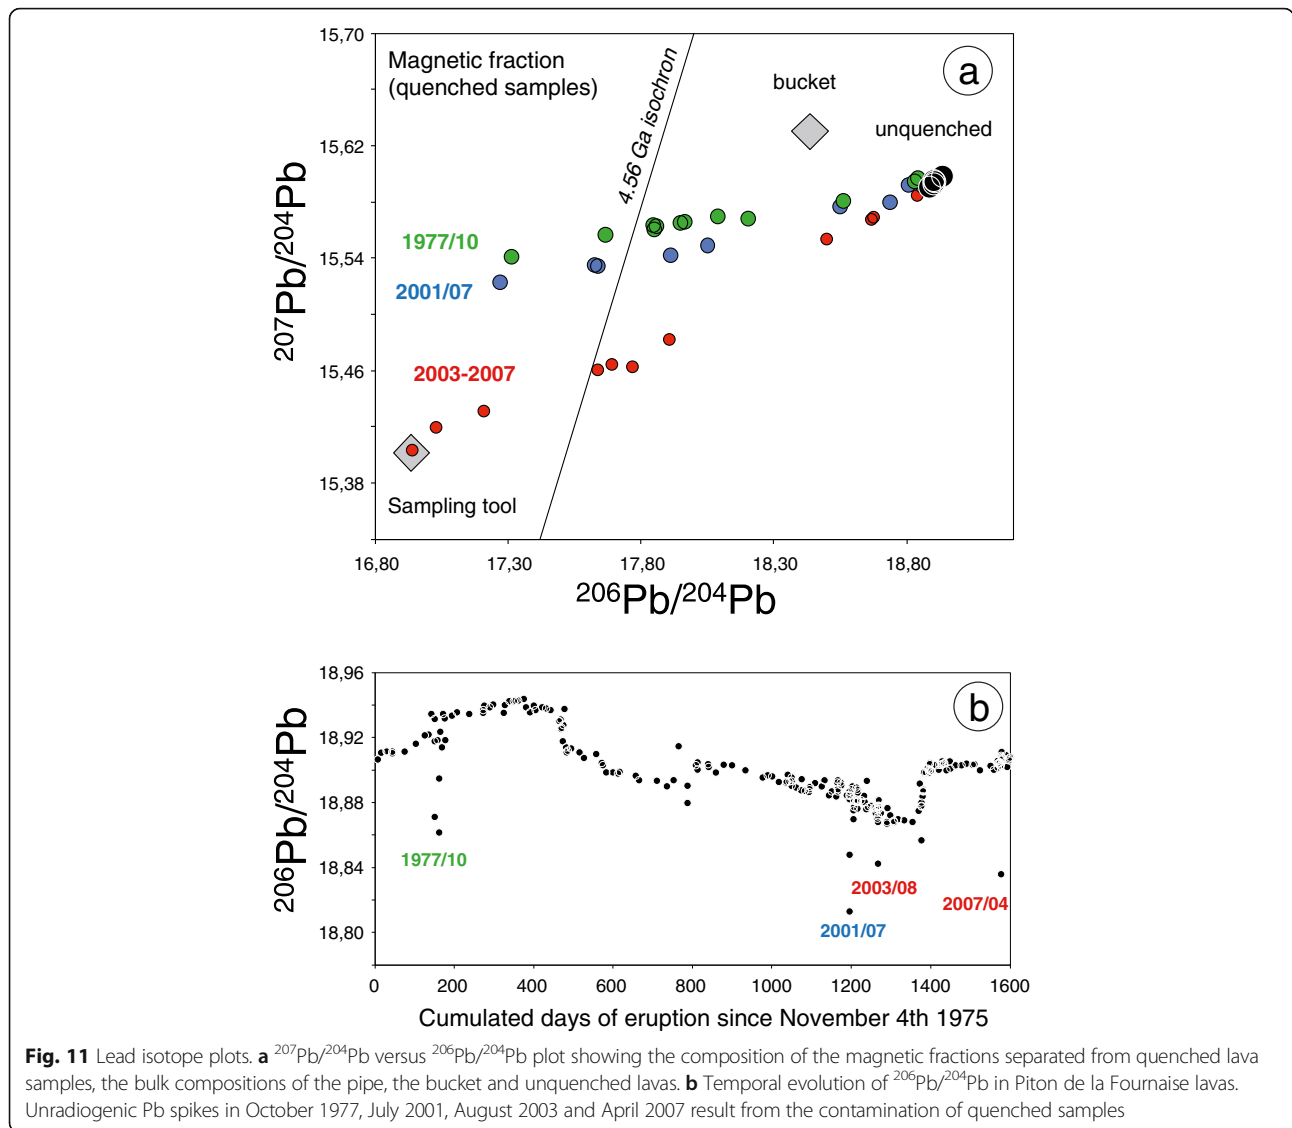 15,70
15,62
15,54
15,46
15,38
207Pb/204Pb
Magnetic fraction
(quenched samples)
4.56 Ga isochron
a
bucket
unquenched
1977/10
2001/07
2003-2007
Sampling tool
16,80 17,30 17,80 18,30 18,80
206Pb/204Pb
18,96
18,92
18,88
18,84
18,80
206Pb/204Pb
b
1977/10
2003/08
2007/04
2001/07
0 200 400 600 800 1000 1200 1400 1600
Cumulated days of eruption since November 4th 1975
Fig. 11 Lead isotope plots. a 207Pb/204Pb versus 206Pb/204Pb plot showing the composition of the magnetic fractions separated from quenched lava
samples, the bulk compositions of the pipe, the bucket and unquenched lavas. b Temporal evolution of 206Pb/204Pb in Piton de la Fournaise lavas.
Unradiogenic Pb spikes in October 1977, July 2001, August 2003 and April 2007 result from the contamination of quenched samples